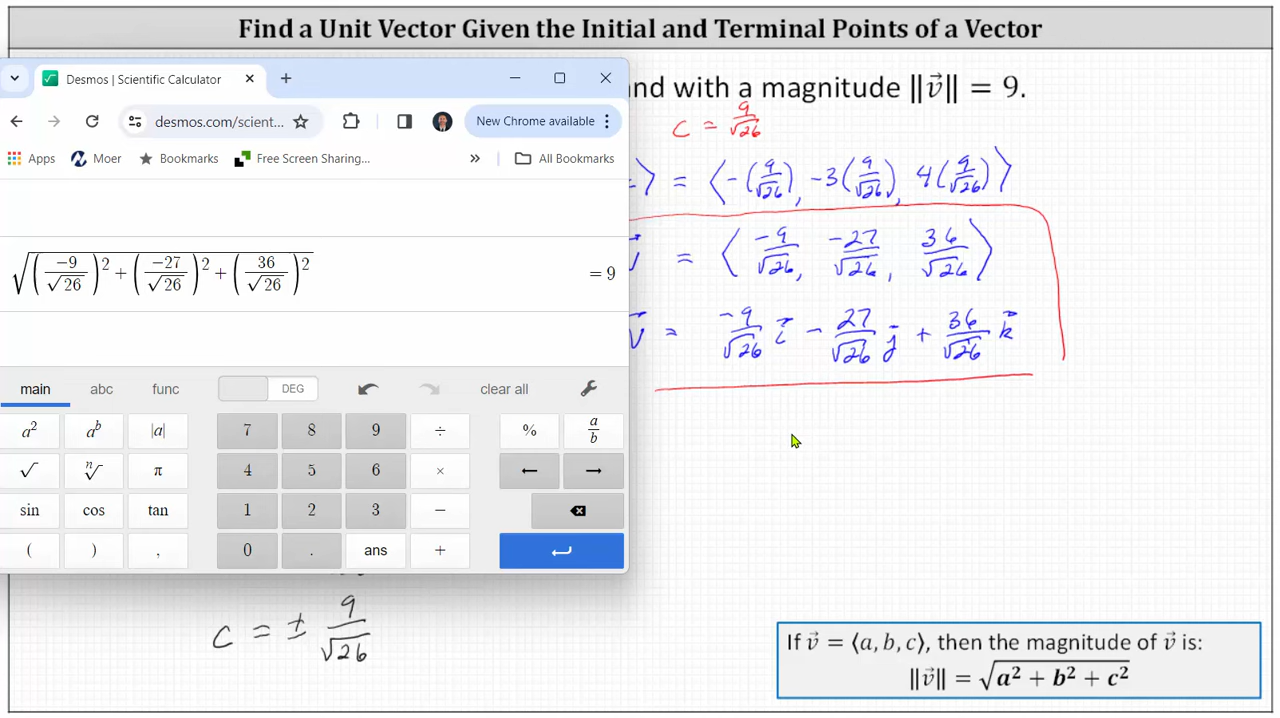 Find a Unit Vector Given the Initial and Terminal Points of a Vector
Desmos | Scientific Calculator
nd with a magnitude ‖v⃗‖ = 9.
c = 9/√26
desmos.com/scient...
New Chrome available
Apps Moer Bookmarks Free Screen Sharing... » All Bookmarks
⟩ = ⟨-(9/√26), -3(9/√26), 4(9/√26)⟩
= ⟨-9/√26, -27/√26, 36/√26⟩
√((-9/√26)² + (-27/√26)² + (36/√26)²) = 9
v⃗ = -9/√26 i⃗ - 27/√26 j⃗ + 36/√26 k⃗
main abc func DEG clear all
a² aᵇ |a| 7 8 9 ÷ % a/b
√ ⁿ√ π 4 5 6 × ← →
sin cos tan 1 2 3 −
( ) , 0 . ans +
c = ± 9/√26
If v⃗ = ⟨a, b, c⟩, then the magnitude of v⃗ is:
‖v⃗‖ = √(a² + b² + c²)